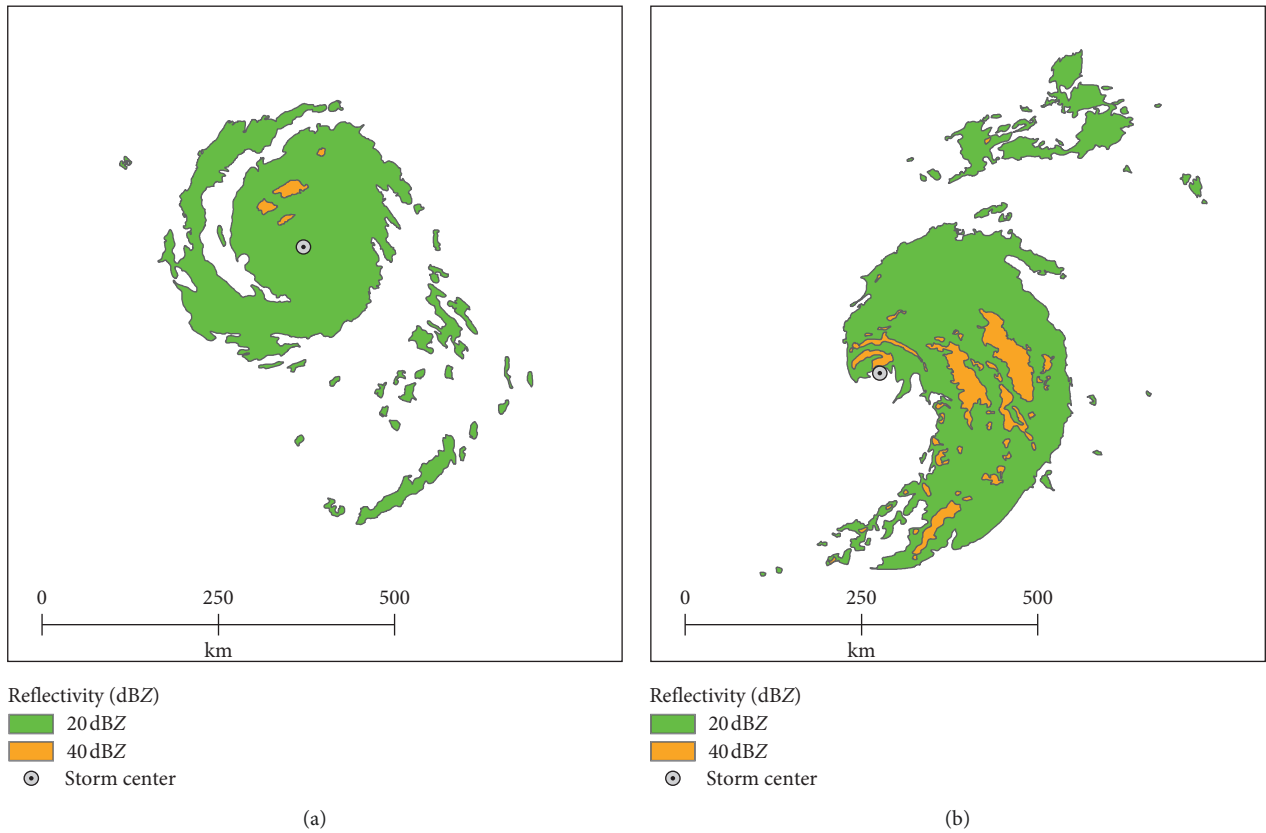 0 250 500
km
Reflectivity (dBZ)
20 dBZ
40 dBZ
Storm center
(a)
0 250 500
km
Reflectivity (dBZ)
20 dBZ
40 dBZ
Storm center
(b)